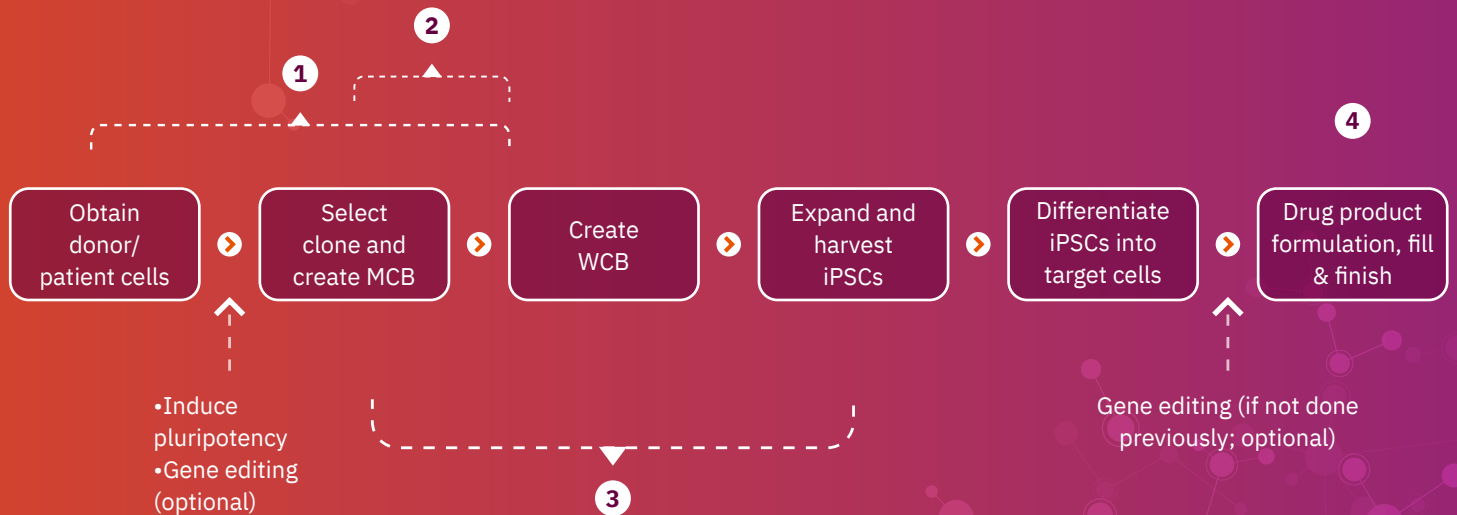 2
1
4
Obtain
donor/
patient cells
Select
clone and
create MCB
Create
WCB
Expand and
harvest
iPSCs
Differentiate
iPSCs into
target cells
Drug product
formulation, fill
& finish
•Induce
pluripotency
•Gene editing
(optional)
Gene editing (if not done
previously; optional)
3